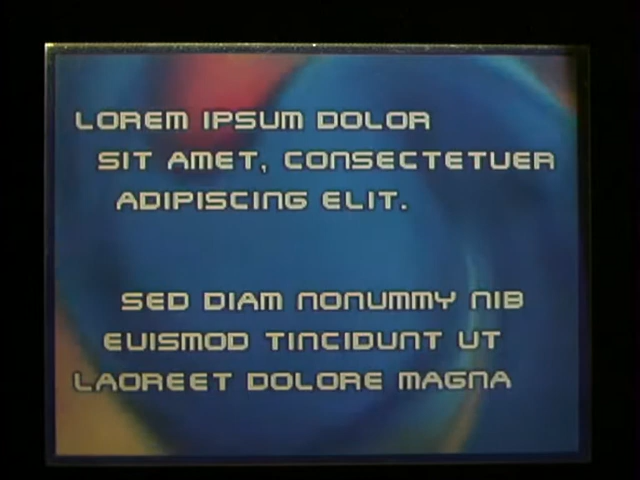 LOREM IPSUM DOLOR
SIT AMET, CONSECTETUER
ADIPISCING ELIT.
SED DIAM NONUMMY NIB
EUISMOD TINCIDUNT UT
LAOREET DOLORE MAGNA